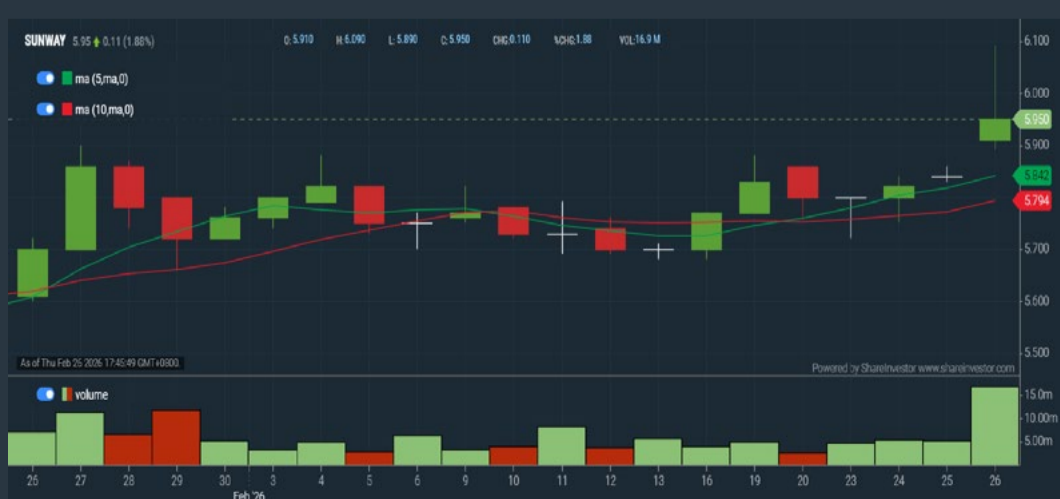 SUNWAY 5.95 0.11 (1.88%) O: 5.910 H: 6.090 L: 5.890 C: 5.950 CHG:0.110 %CHG:1.88 VOL:16.9 M
ma (5,ma,0)
ma (10,ma,0)
6.100
6.000
5.950
5.900
5.842
5.794
5.700
5.600
5.500
As of Thu Feb 26 2026 17:45:49 GMT+0800.
Powered by ShareInvestor www.shareinvestor.com
volume
15.0m
10.00m
5.00m
26 27 28 29 30 3 4 5 6 9 10 11 12 13 16 19 20 23 24 25 26
Feb '26